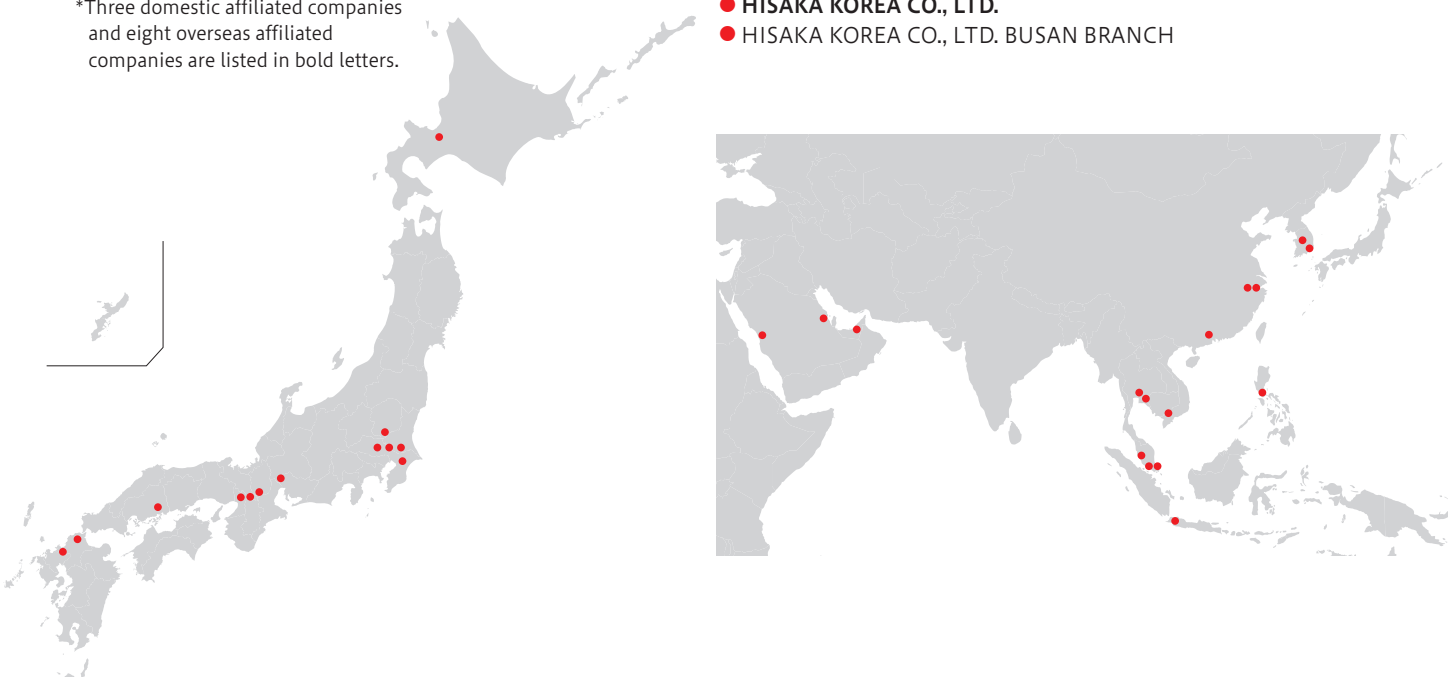 *Three domestic affiliated companies
and eight overseas affiliated
companies are listed in bold letters.
HISAKA KOREA CO., LTD.
HISAKA KOREA CO., LTD. BUSAN BRANCH